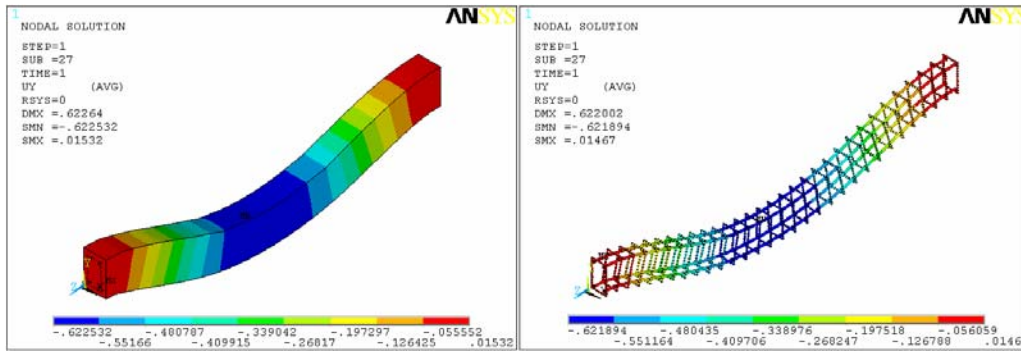 1
ANSYS
NODAL SOLUTION
STEP=1
SUB =27
TIME=1
UY (AVG)
RSYS=0
DMX=.62264
SMN=-.622532
SMX=.01532
Y
Z
-.622532 -.480787 -.339042 -.197297 -.055552
-.551166 -.409915 -.26817 -.126425 .01532
1
ANSYS
NODAL SOLUTION
STEP=1
SUB =27
TIME=1
UY (AVG)
RSYS=0
DMX=.622002
SMN=-.621894
SMX=.01467
Z
-.621894 -.480435 -.338976 -.197518 -.056059
-.551164 -.409706 -.268247 -.126788 .0146